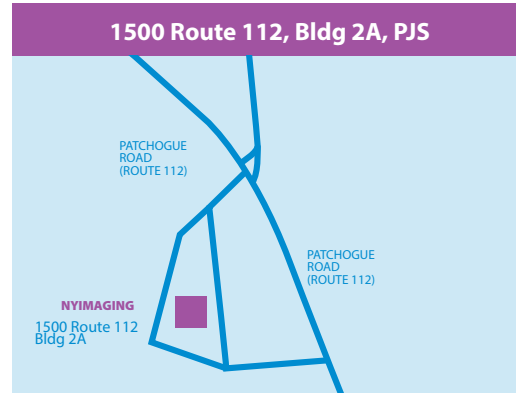 1500 Route 112, Bldg 2A, PJS
PATCHOGUE
ROAD
(ROUTE 112)
PATCHOGUE
ROAD
(ROUTE 112)
NYIMAGING
1500 Route 112
Bldg 2A